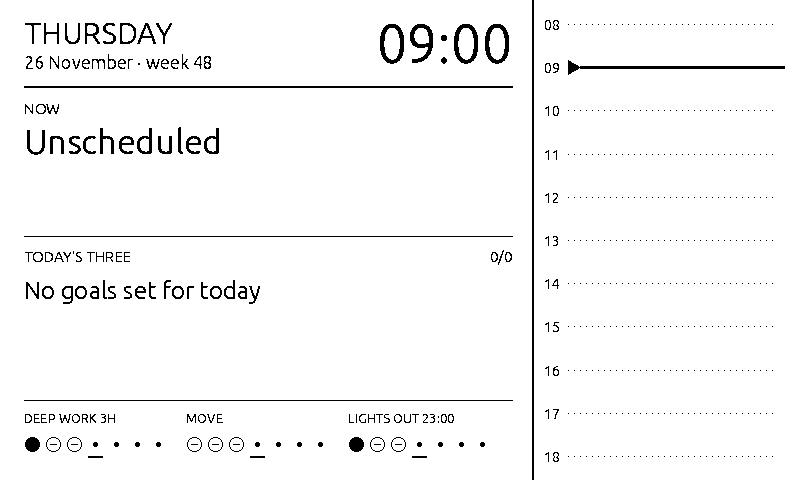 THURSDAY
26 November · week 48
09:00
NOW
Unscheduled
TODAY'S THREE
0/0
No goals set for today
DEEP WORK 3H
MOVE
LIGHTS OUT 23:00
08
09
10
11
12
13
14
15
16
17
18